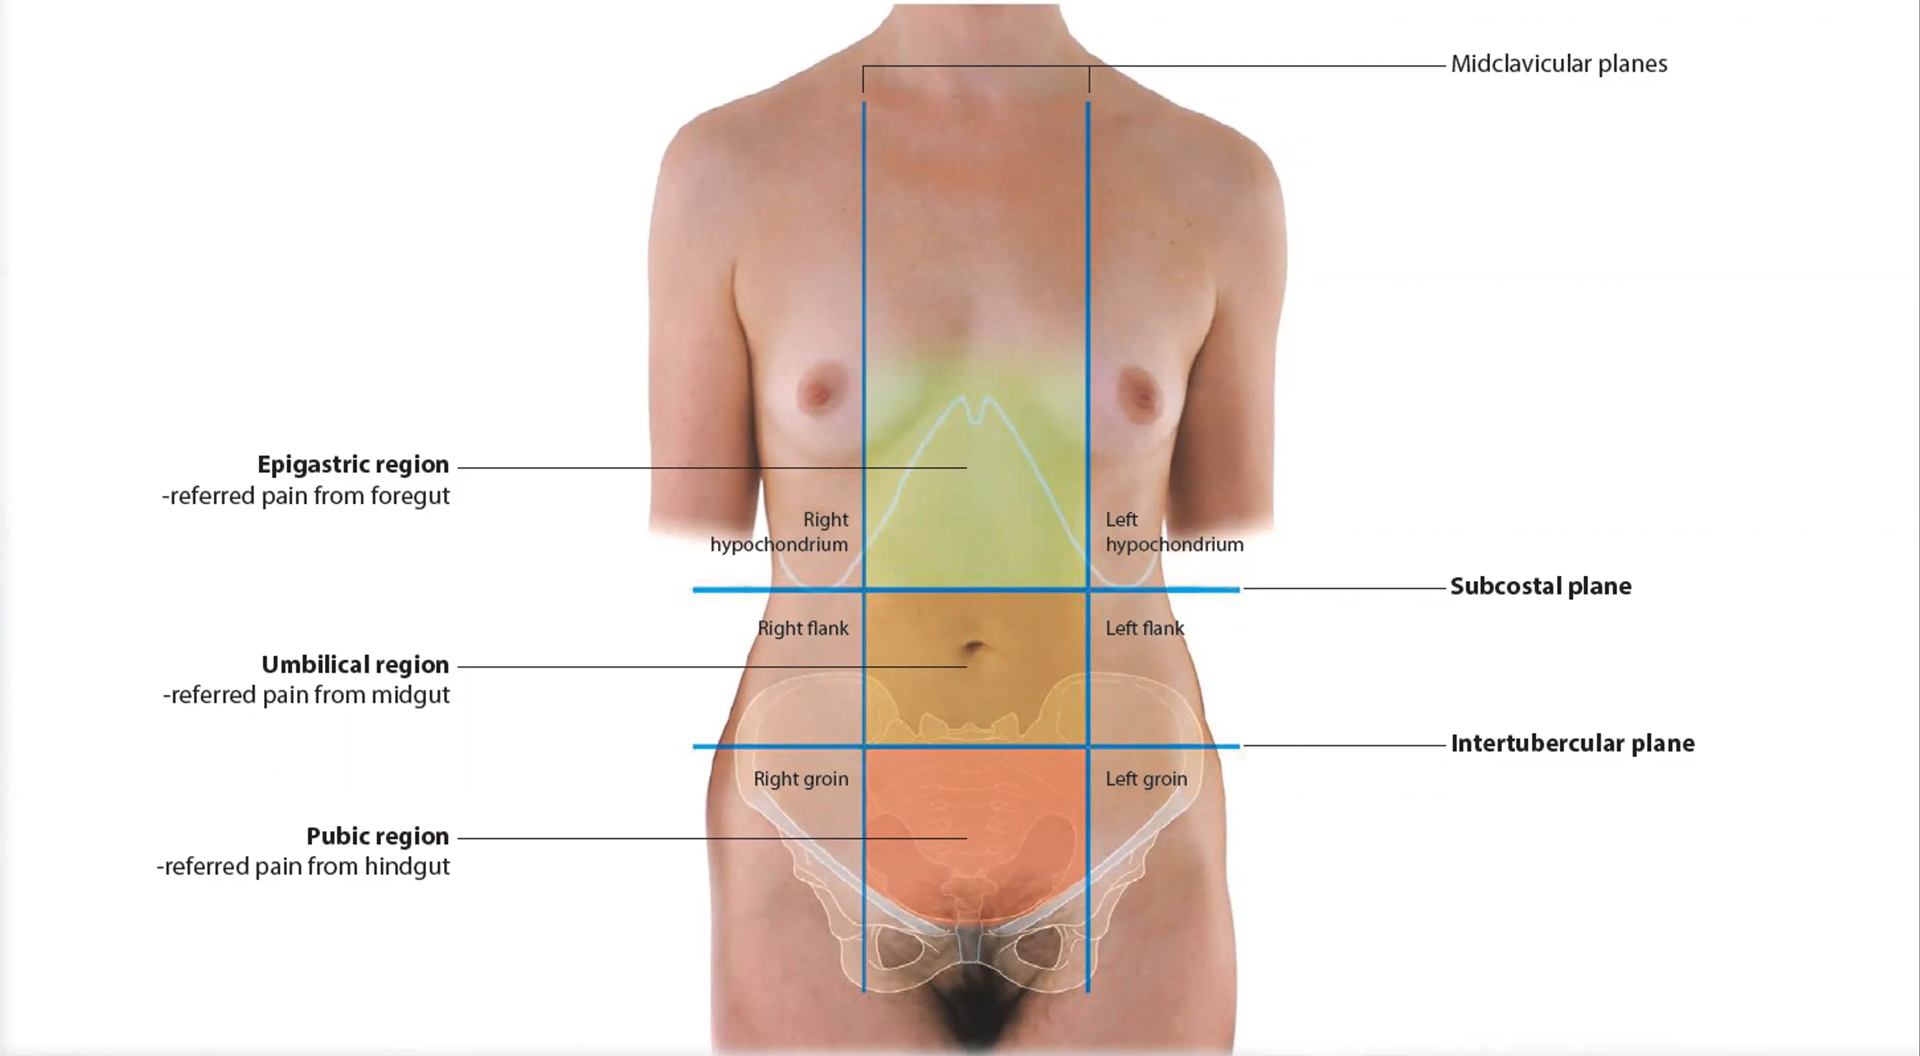 Midclavicular planes
Epigastric region
-referred pain from foregut
Right
hypochondrium
Left
hypochondrium
Subcostal plane
Right flank
Left flank
Umbilical region
-referred pain from midgut
Intertubercular plane
Right groin
Left groin
Pubic region
-referred pain from hindgut